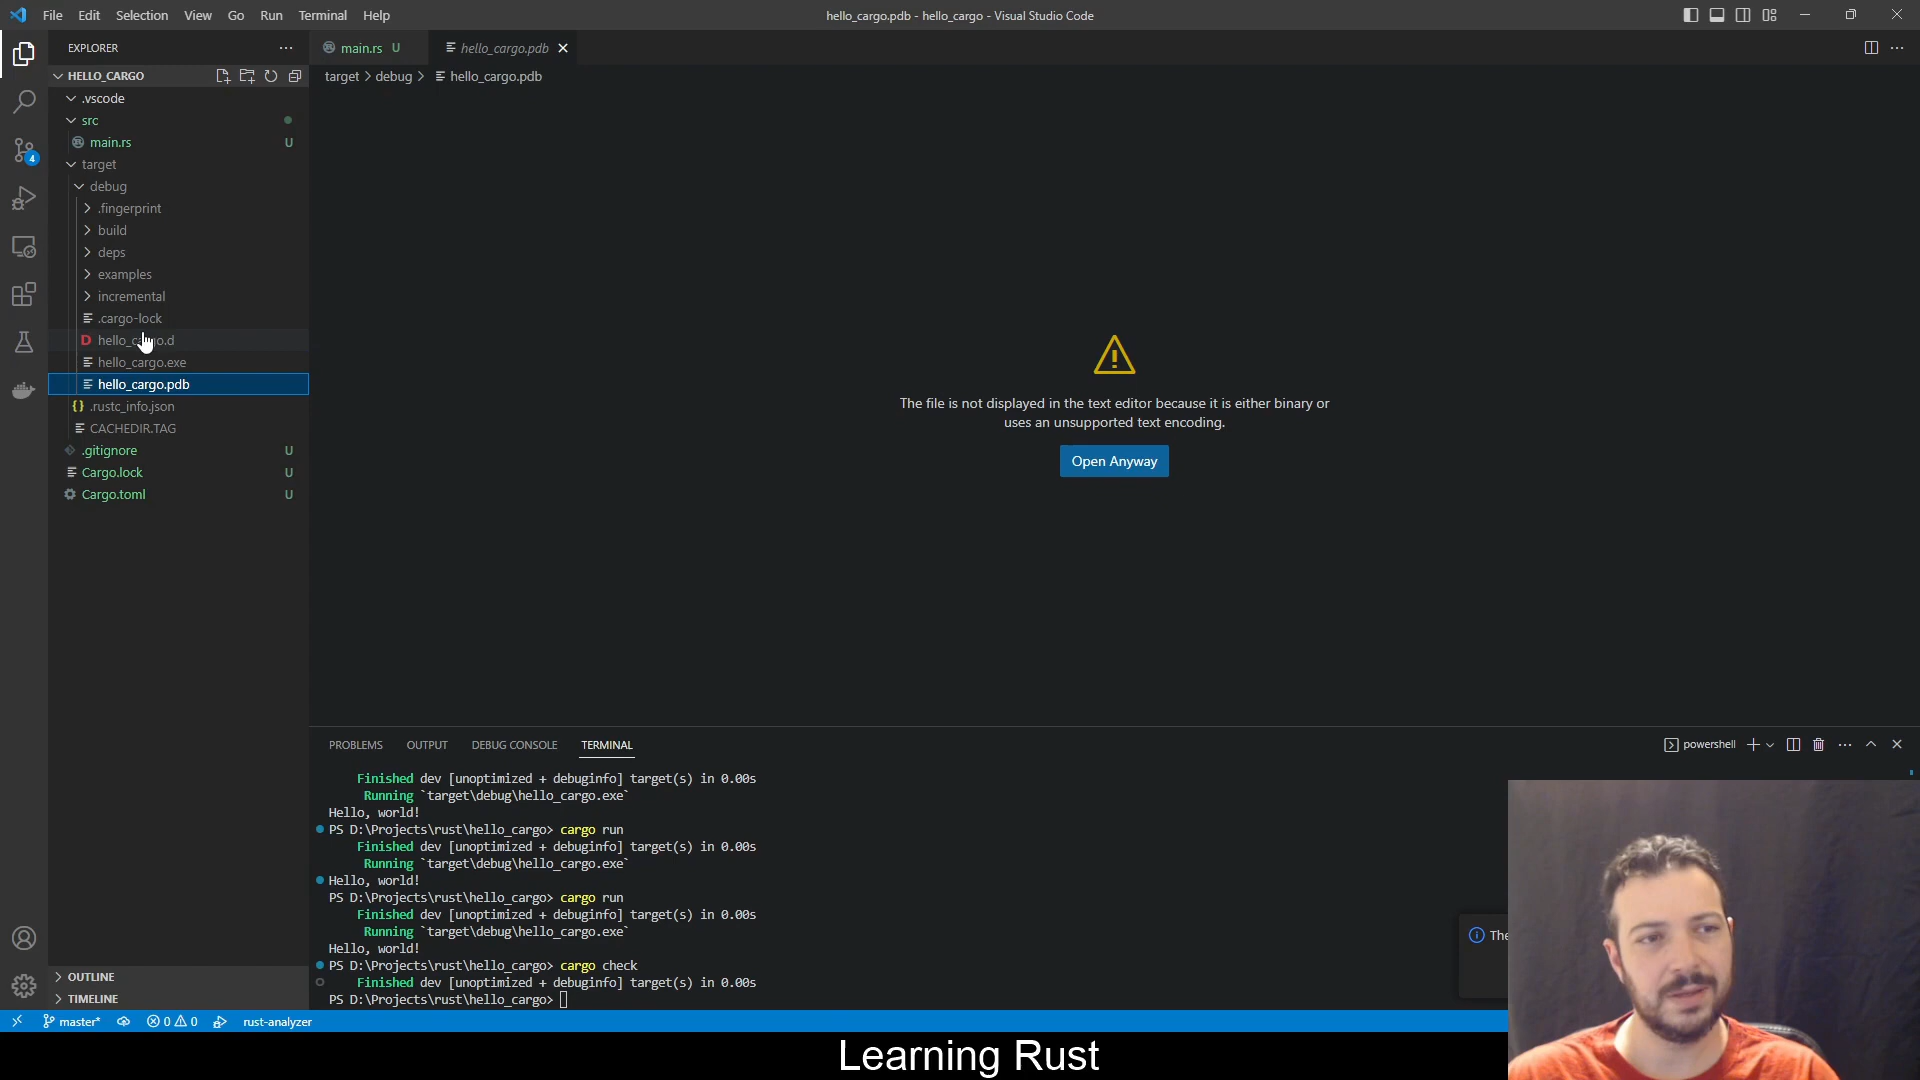 File Edit Selection View Go Run Terminal Help
hello_cargo.pdb - hello_cargo - Visual Studio Code
EXPLORER
HELLO_CARGO
.vscode
src
main.rs U
target
debug
.fingerprint
build
deps
examples
incremental
.cargo-lock
D hello_cargo.d
hello_cargo.exe
hello_cargo.pdb
{} .rustc_info.json
CACHEDIR.TAG
.gitignore U
Cargo.lock U
Cargo.toml U
OUTLINE
TIMELINE
4
main.rs U
hello_cargo.pdb
target > debug > hello_cargo.pdb
The file is not displayed in the text editor because it is either binary or
uses an unsupported text encoding.
Open Anyway
PROBLEMS OUTPUT DEBUG CONSOLE TERMINAL
powershell
Finished dev [unoptimized + debuginfo] target(s) in 0.00s
Running `target\debug\hello_cargo.exe`
Hello, world!
PS D:\Projects\rust\hello_cargo> cargo run
Finished dev [unoptimized + debuginfo] target(s) in 0.00s
Running `target\debug\hello_cargo.exe`
Hello, world!
PS D:\Projects\rust\hello_cargo> cargo run
Finished dev [unoptimized + debuginfo] target(s) in 0.00s
Running `target\debug\hello_cargo.exe`
Hello, world!
PS D:\Projects\rust\hello_cargo> cargo check
Finished dev [unoptimized + debuginfo] target(s) in 0.00s
PS D:\Projects\rust\hello_cargo>
The
master* 0 0 rust-analyzer
Learning Rust